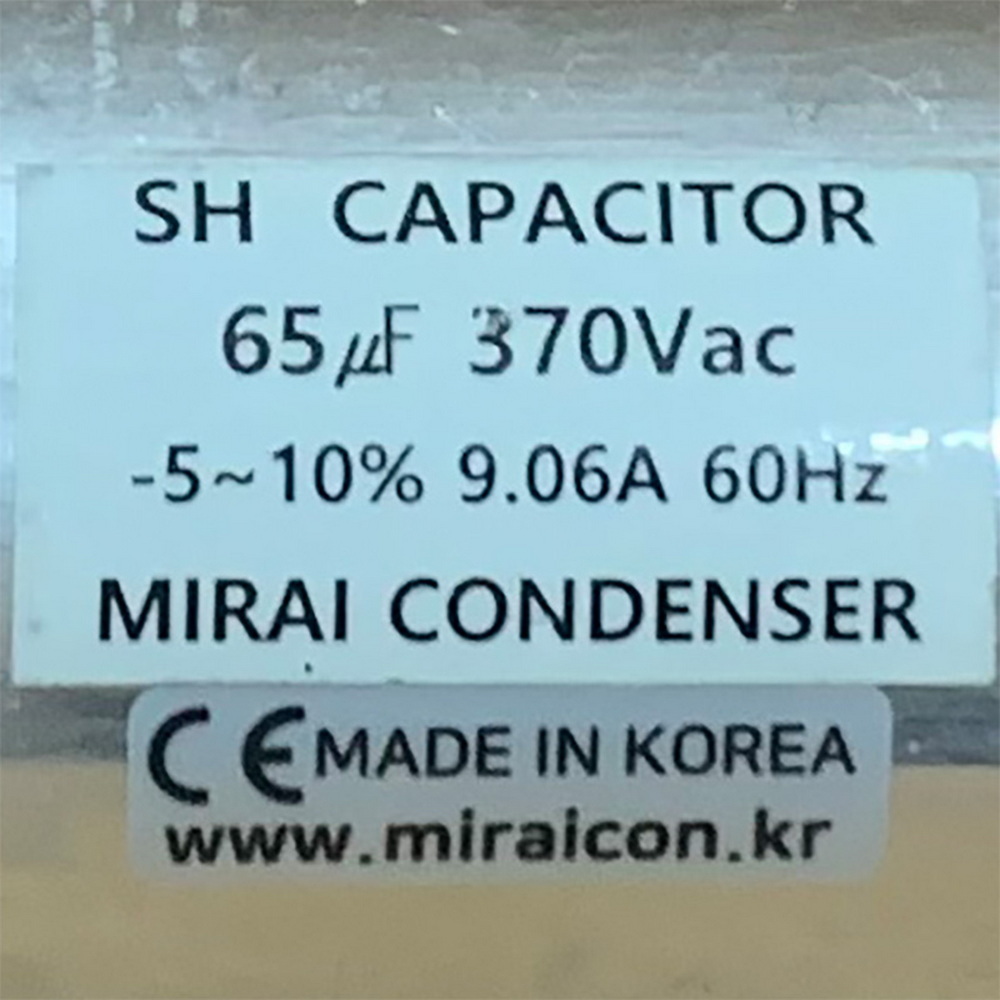 SH CAPACITOR
65μF 370Vac
-5~10% 9.06A 60Hz
MIRAI CONDENSER
CE MADE IN KOREA
www.miraicon.kr